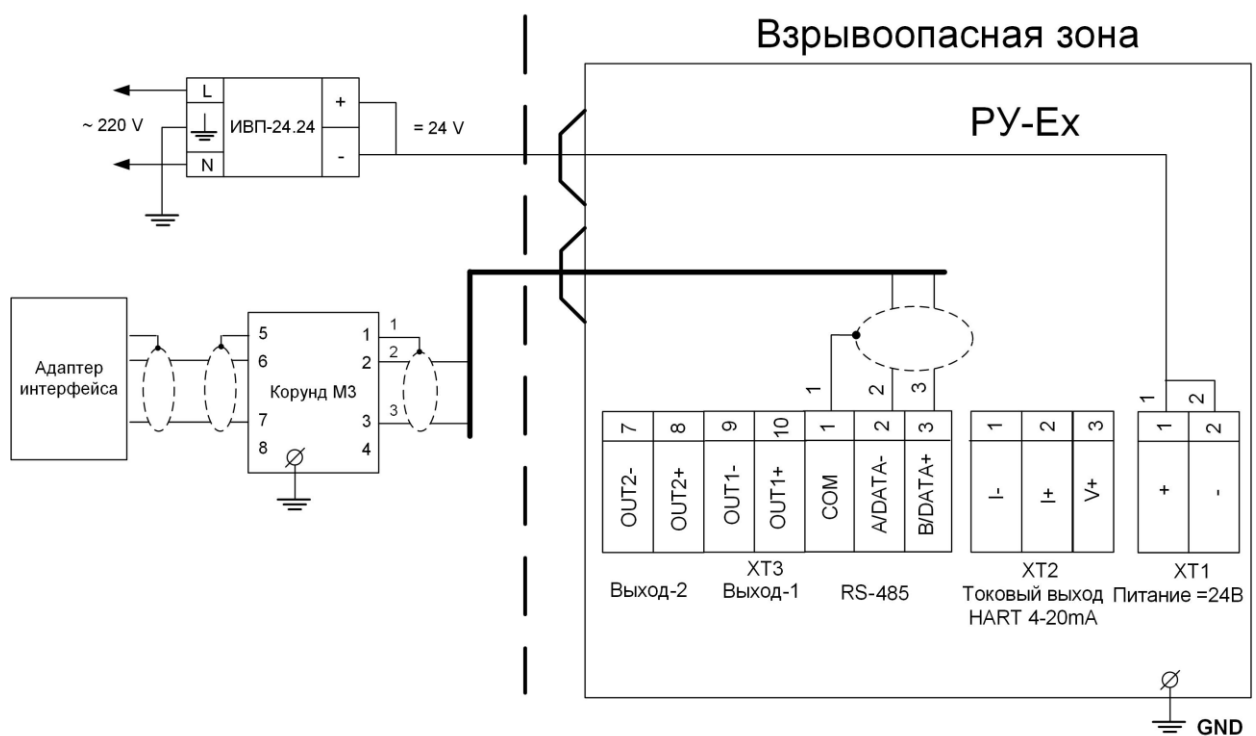 Взрывоопасная зона
РУ-Ex
L
N
ИВП-24.24
+
-
~ 220 V
= 24 V
Адаптер
интерфейса
5
6
7
8
Корунд М3
1
2
3
4
1
2
3
1
2
3
1
2
7
8
9
10
1
2
3
OUT2-
OUT2+
OUT1-
OUT1+
COM
A/DATA-
B/DATA+
1
2
3
I-
I+
V+
1
2
+
-
XT3
Выход-2
Выход-1
RS-485
XT2
Токовый выход
HART 4-20mA
XT1
Питание =24В
GND